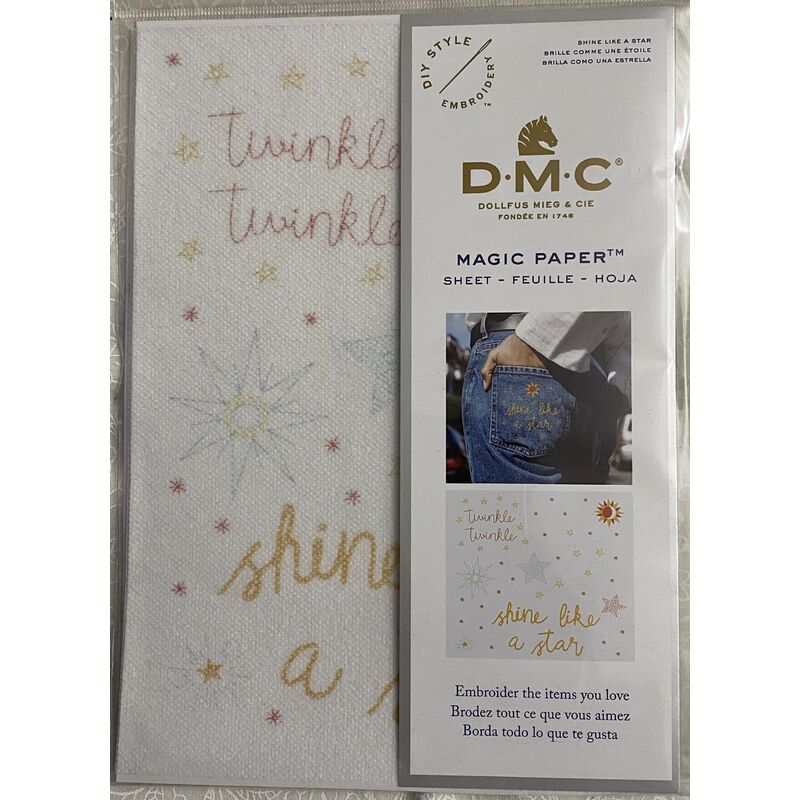 twinkle
twinkle
shine
a
DIY STYLE
EMBROIDERY™
SHINE LIKE A STAR
BRILLE COMME UNE ÉTOILE
BRILLA COMO UNA ESTRELLA
D·M·C®
DOLLFUS MIEG & CIE
FONDÉE EN 1746
MAGIC PAPER™
SHEET – FEUILLE – HOJA
shine like
a star
twinkle
twinkle
shine like
a star
Embroider the items you love
Brodez tout ce que vous aimez
Borda todo lo que te gusta